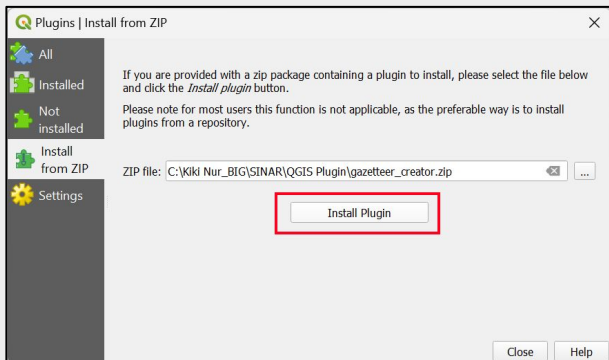 Plugins | Install from ZIP
All
Installed
Not
installed
Install
from ZIP
Settings
If you are provided with a zip package containing a plugin to install, please select the file below
and click the Install plugin button.
Please note for most users this function is not applicable, as the preferable way is to install
plugins from a repository.
ZIP file: C:\Kiki Nur_BIG\SINAR\QGIS Plugin\gazetteer_creator.zip
...
Install Plugin
Close
Help